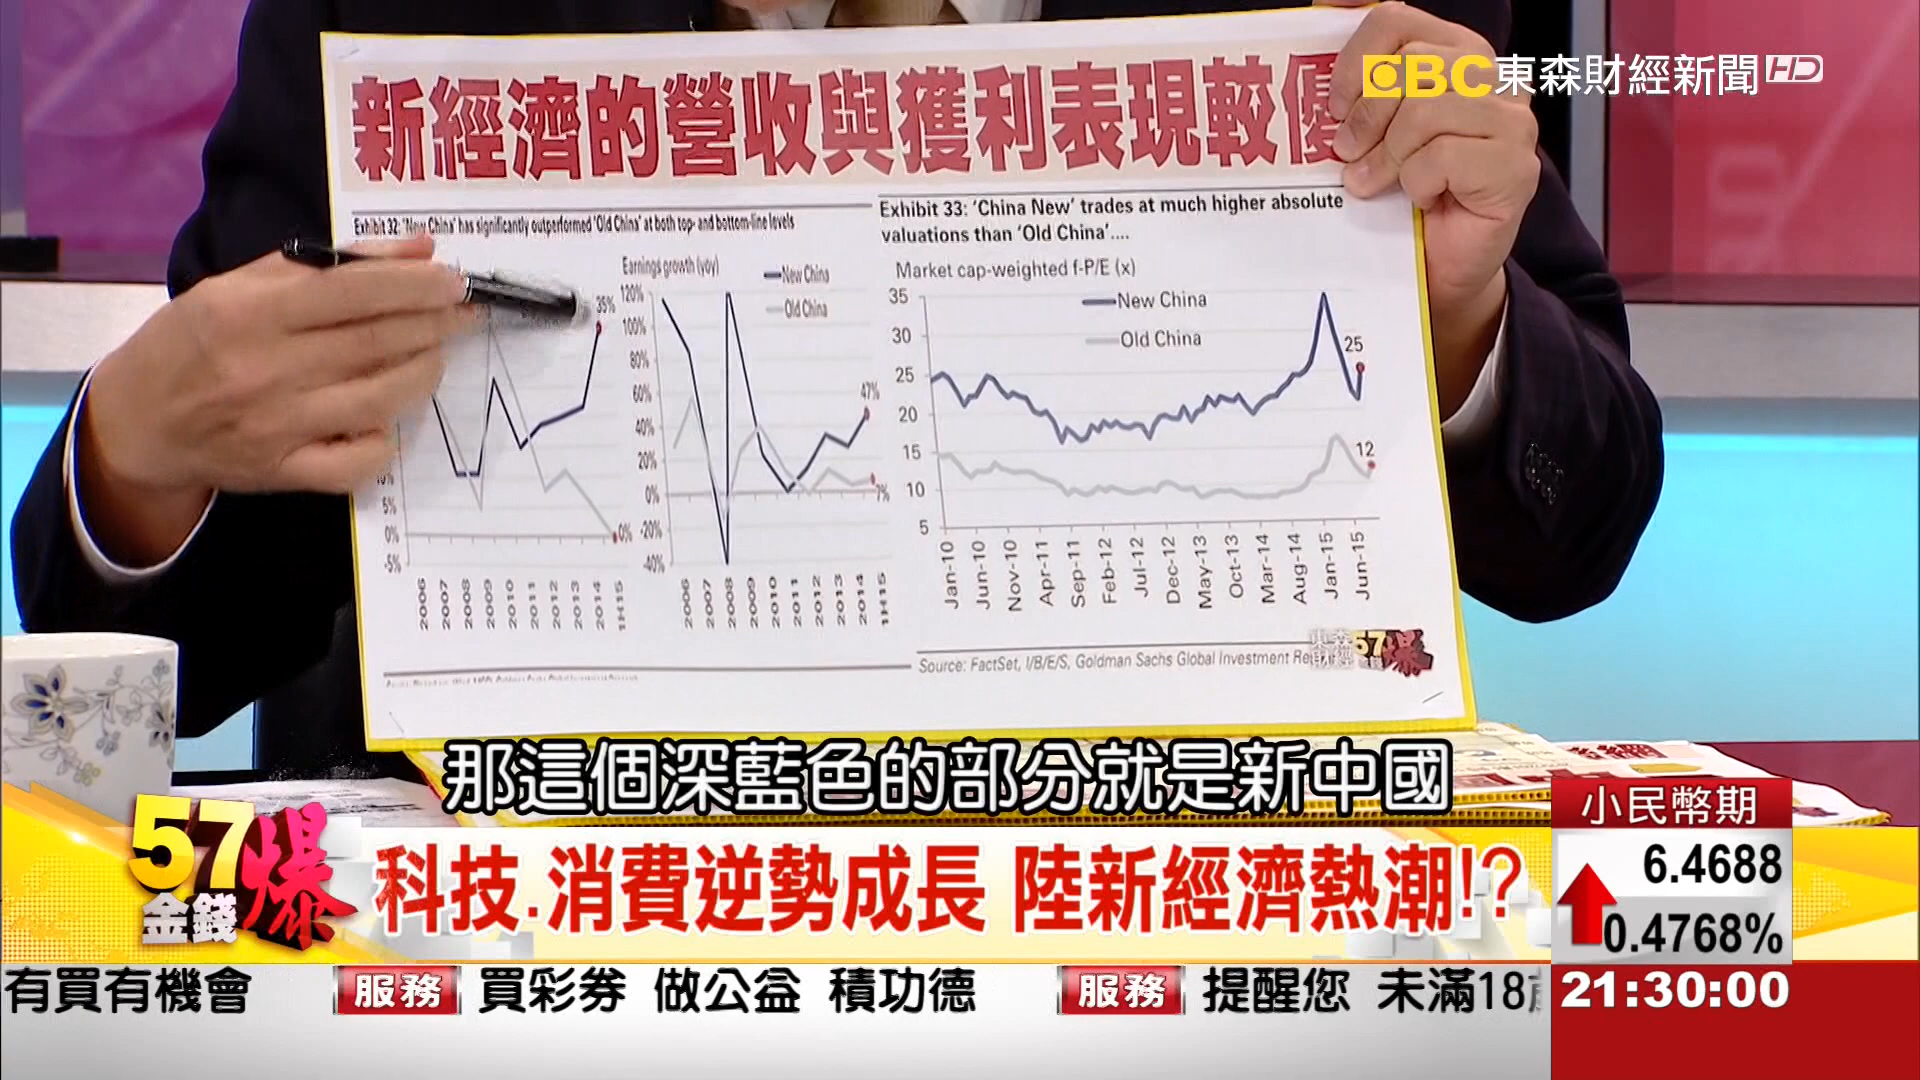 EBC東森財經新聞HD
新經濟的營收與獲利表現較優
Exhibit 32: 'New China' has significantly outperformed 'Old China' at both top- and bottom-line levels
Exhibit 33: 'China New' trades at much higher absolute
valuations than 'Old China'....
Earnings growth (yoy)
New China
Old China
35%
5%
0%
-5%
0%
2006
2007
2008
2009
2010
2011
2012
2013
2014
1H15
120%
100%
80%
60%
40%
20%
0%
-20%
-40%
47%
7%
2006
2007
2008
2009
2010
2011
2012
2013
2014
1H15
Market cap-weighted f-P/E (x)
New China
Old China
35
30
25
20
15
10
5
25
12
Jan-10
Jun-10
Nov-10
Apr-11
Sep-11
Feb-12
Jul-12
Dec-12
May-13
Oct-13
Mar-14
Aug-14
Jan-15
Jun-15
Source: FactSet, I/B/E/S, Goldman Sachs Global Investment
57
爆
那這個深藍色的部分就是新中國
57
金錢
爆
科技.消費逆勢成長 陸新經濟熱潮!?
小民幣期
6.4688
0.4768%
有買有機會 服務 買彩券 做公益 積功德 服務 提醒您 未滿18
21:30:00